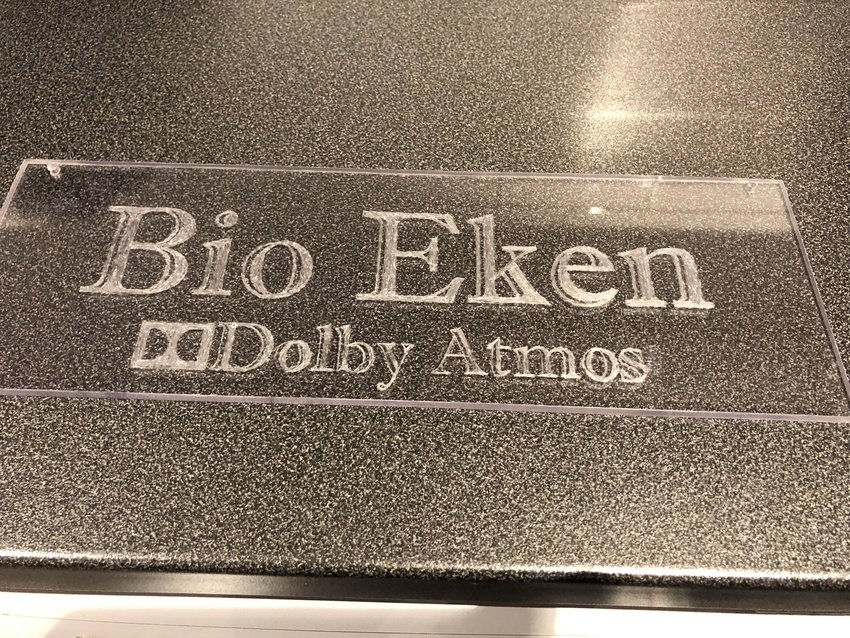 Bio Eken
Dolby Atmos